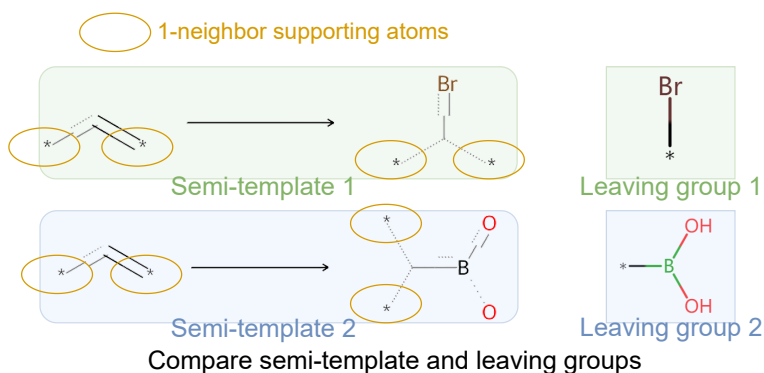 1-neighbor supporting atoms
Br
* *
* *
Semi-template 1
Br
*
Leaving group 1
* O
* *
B
* O
Semi-template 2
OH
* B
OH
Leaving group 2
Compare semi-template and leaving groups